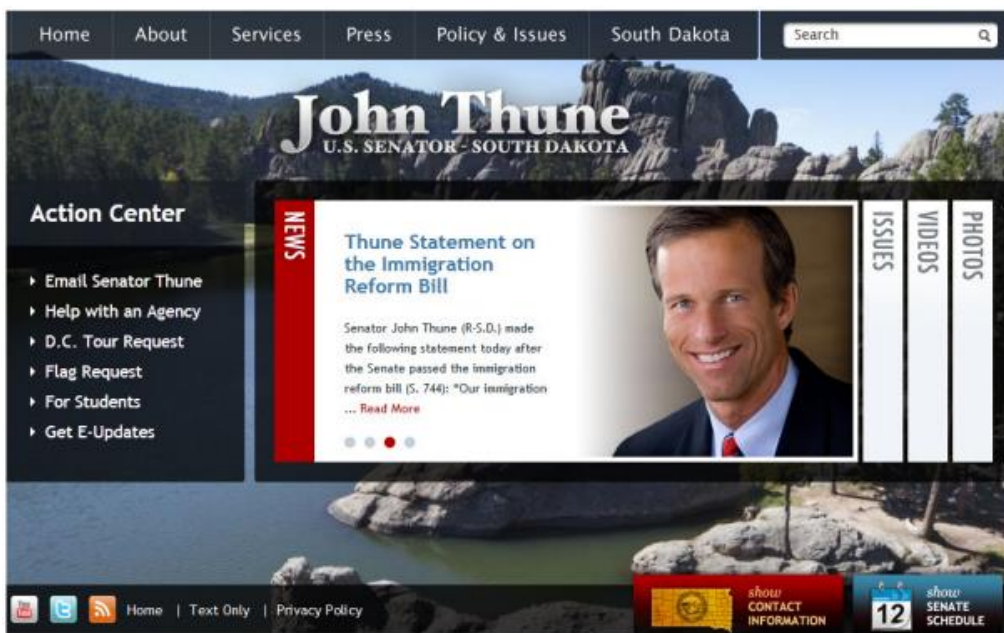 Home About Services Press Policy & Issues South Dakota Search
John Thune
U.S. SENATOR - SOUTH DAKOTA
Action Center
Email Senator Thune
Help with an Agency
D.C. Tour Request
Flag Request
For Students
Get E-Updates
NEWS
Thune Statement on
the Immigration
Reform Bill
Senator John Thune (R-S.D.) made
the following statement today after
the Senate passed the immigration
reform bill (S. 744): "Our immigration
... Read More
ISSUES
VIDEOS
PHOTOS
You
Tube
Home | Text Only | Privacy Policy
show
CONTACT
INFORMATION
12
show
SENATE
SCHEDULE